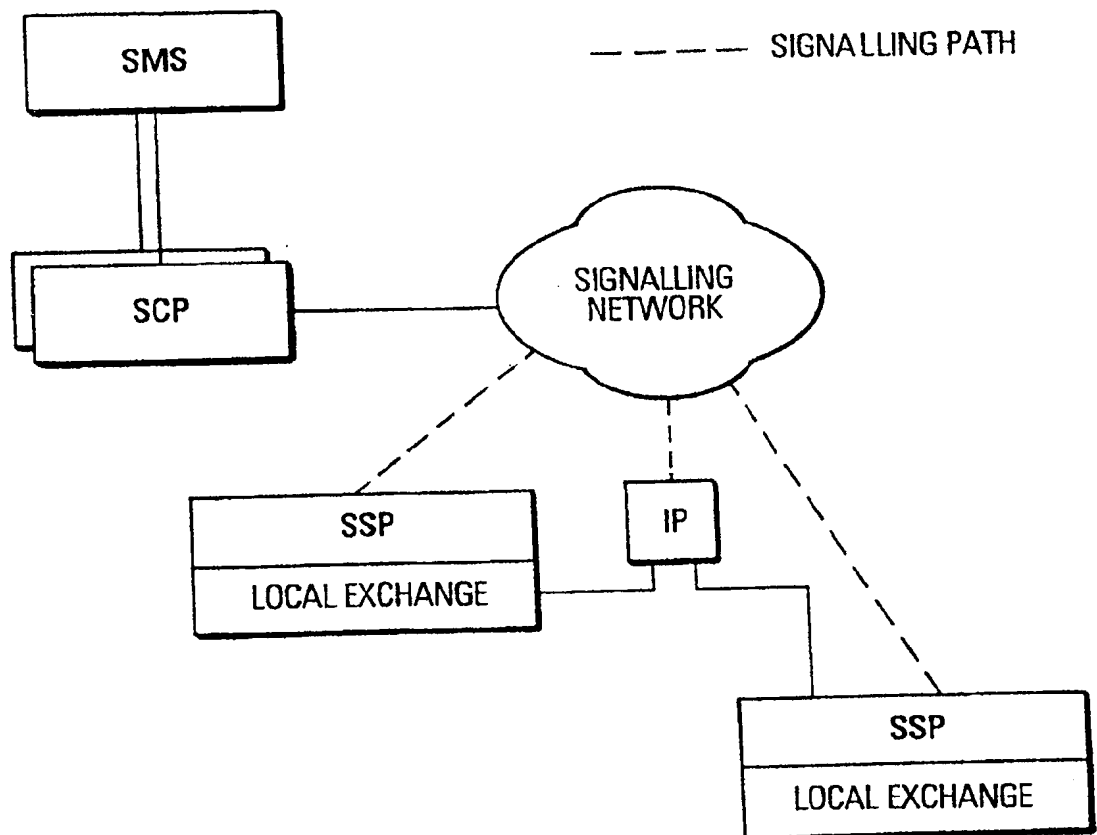 SMS
SIGNALLING PATH
SCP
SIGNALLING
NETWORK
SSP
LOCAL EXCHANGE
IP
SSP
LOCAL EXCHANGE